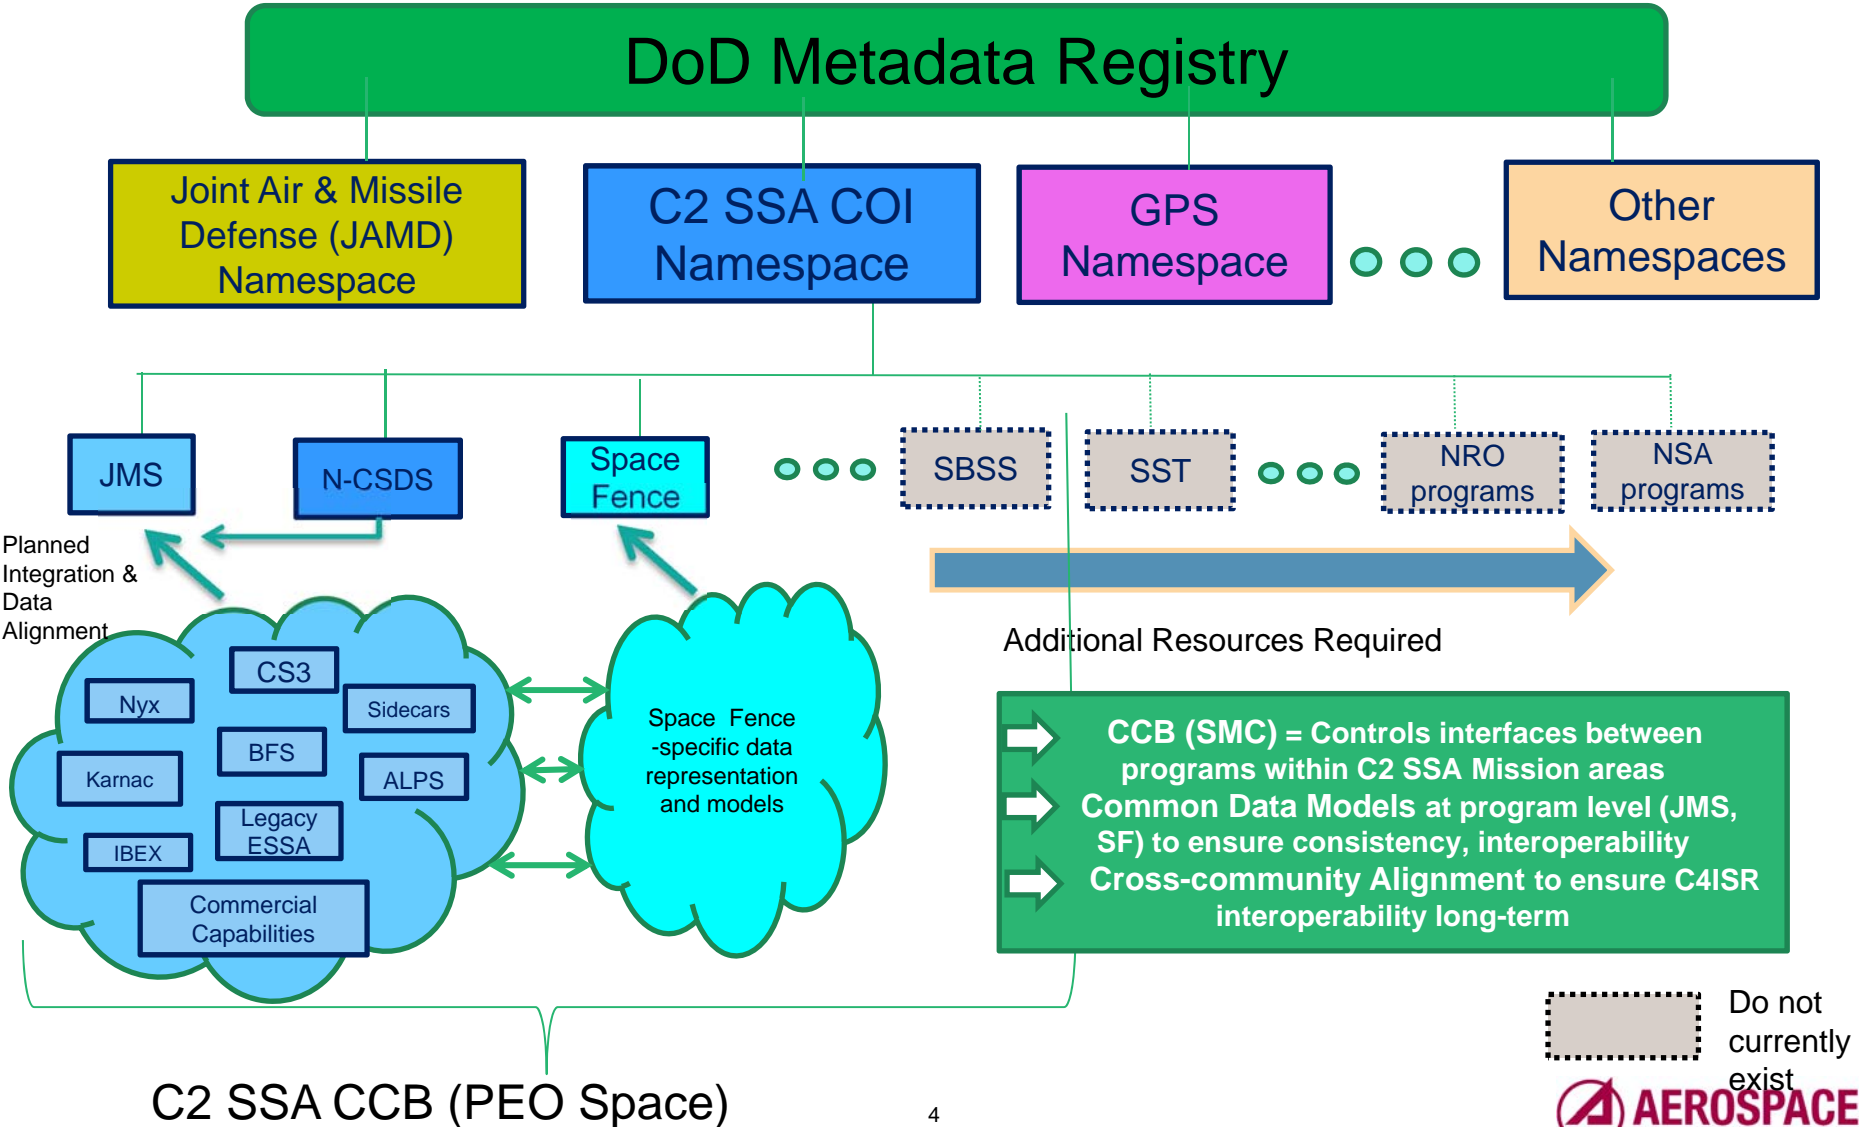 DoD Metadata Registry
Joint Air & Missile
Defense (JAMD)
Namespace
C2 SSA COI
Namespace
GPS
Namespace
Other
Namespaces
JMS
N-CSDS
Space
Fence
SBSS
SST
NRO
programs
NSA
programs
Planned
Integration &
Data
Alignment
Additional Resources Required
CS3
Nyx
Sidecars
BFS
Karnac
ALPS
Legacy
ESSA
IBEX
Commercial
Capabilities
Space Fence
-specific data
representation
and models
CCB (SMC) = Controls interfaces between
programs within C2 SSA Mission areas
Common Data Models at program level (JMS,
SF) to ensure consistency, interoperability
Cross-community Alignment to ensure C4ISR
interoperability long-term
Do not
currently
exist
C2 SSA CCB (PEO Space)
4
AEROSPACE